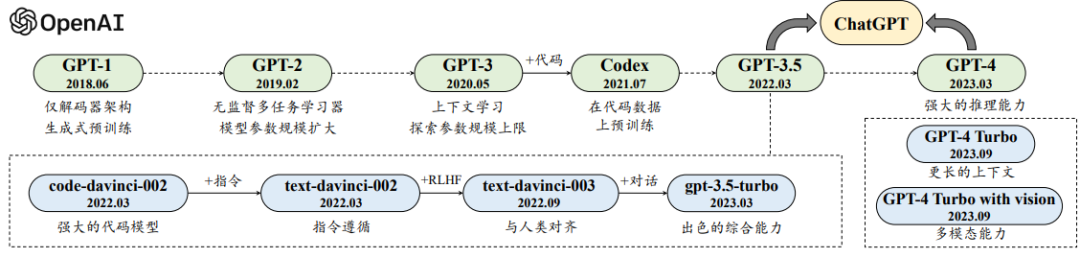 OpenAI
ChatGPT
GPT-1
2018.06
仅解码器架构
生成式预训练
GPT-2
2019.02
无监督多任务学习器
模型参数规模扩大
GPT-3
2020.05
上下文学习
探索参数规模上限
+代码
Codex
2021.07
在代码数据
上预训练
GPT-3.5
2022.03
GPT-4
2023.03
强大的推理能力
code-davinci-002
2022.03
强大的代码模型
+指令
text-davinci-002
2022.03
指令遵循
+RLHF
text-davinci-003
2022.09
与人类对齐
+对话
gpt-3.5-turbo
2023.03
出色的综合能力
GPT-4 Turbo
2023.09
更长的上下文
GPT-4 Turbo with vision
2023.09
多模态能力